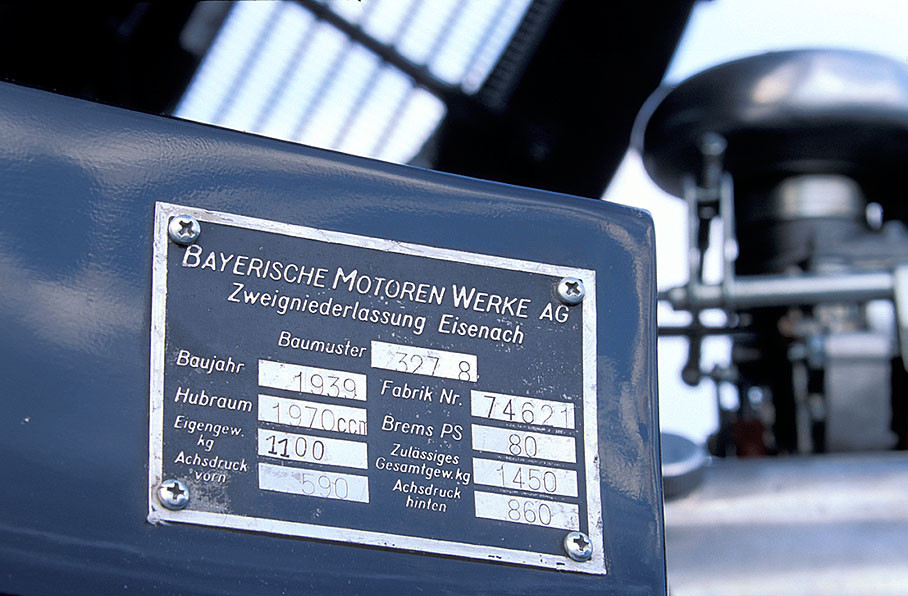 BAYERISCHE MOTOREN WERKE AG
Zweigniederlassung Eisenach
Baumuster 327 8
Baujahr 1939 Fabrik Nr. 74621
Hubraum 1970ccm Brems PS 80
Eigengew. kg 1100 Zulässiges Gesamtgew. kg 1450
Achsdruck vorn 590 Achsdruck hinten 860